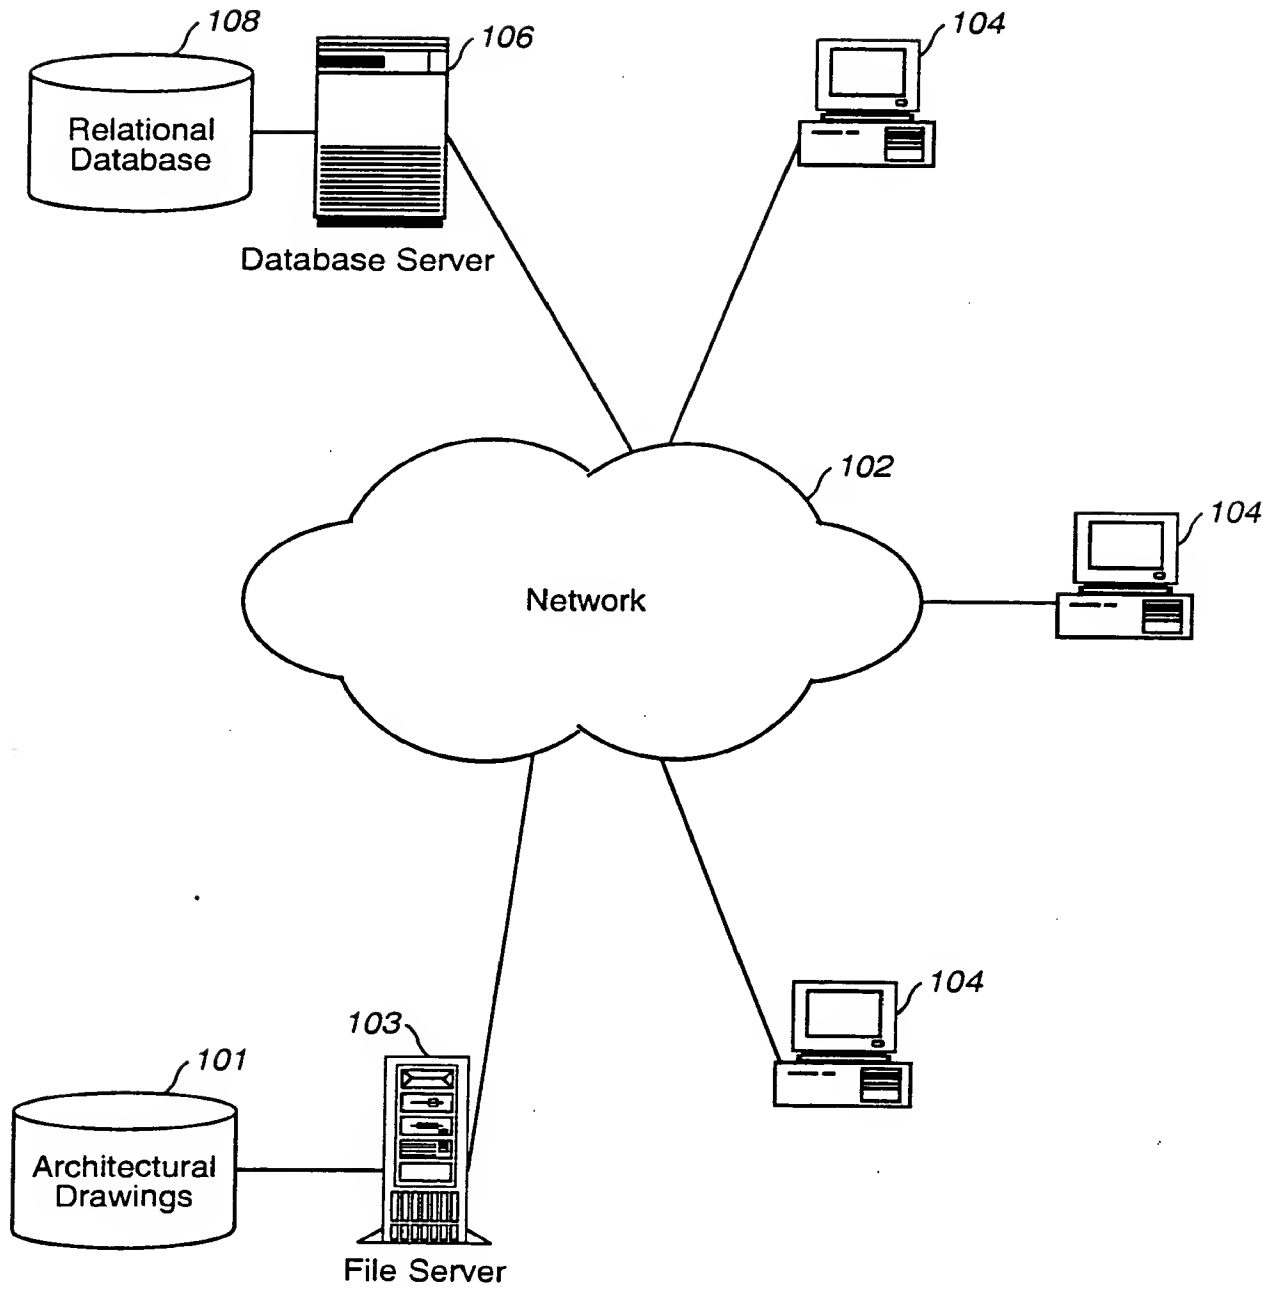 108
106
104
Relational
Database
Database Server
102
104
Network
104
103
101
Architectural
Drawings
File Server